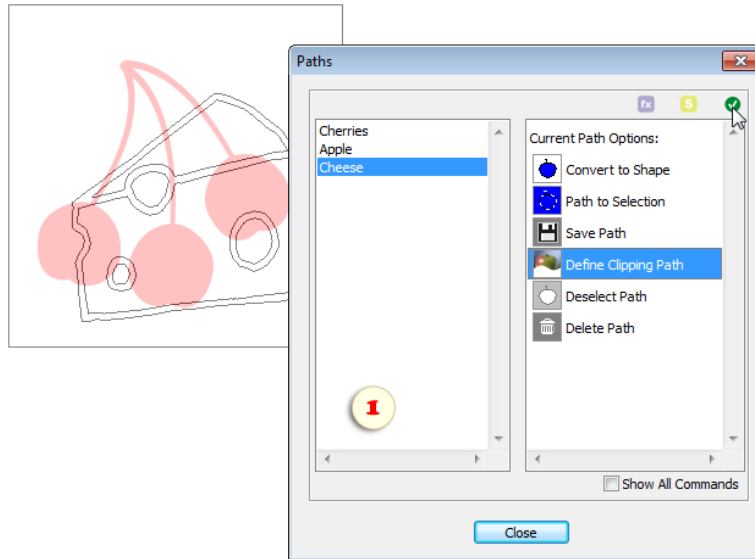 Paths
fx S
Cherries
Apple
Cheese
Current Path Options:
Convert to Shape
Path to Selection
Save Path
Define Clipping Path
Deselect Path
Delete Path
1
Show All Commands
Close